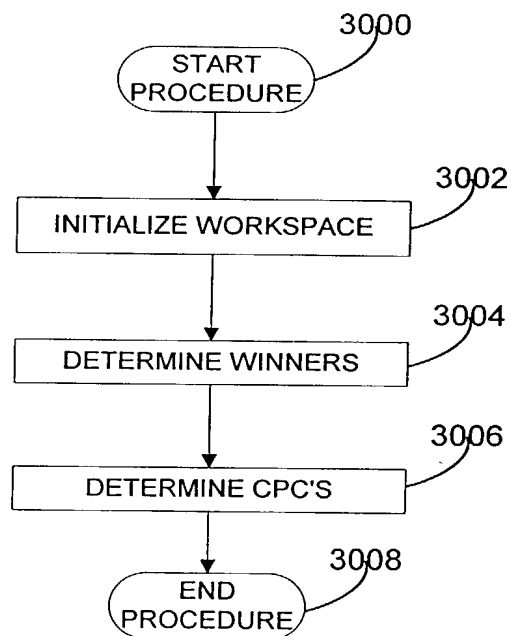 3000
START
PROCEDURE
3002
INITIALIZE WORKSPACE
3004
DETERMINE WINNERS
3006
DETERMINE CPC'S
3008
END
PROCEDURE